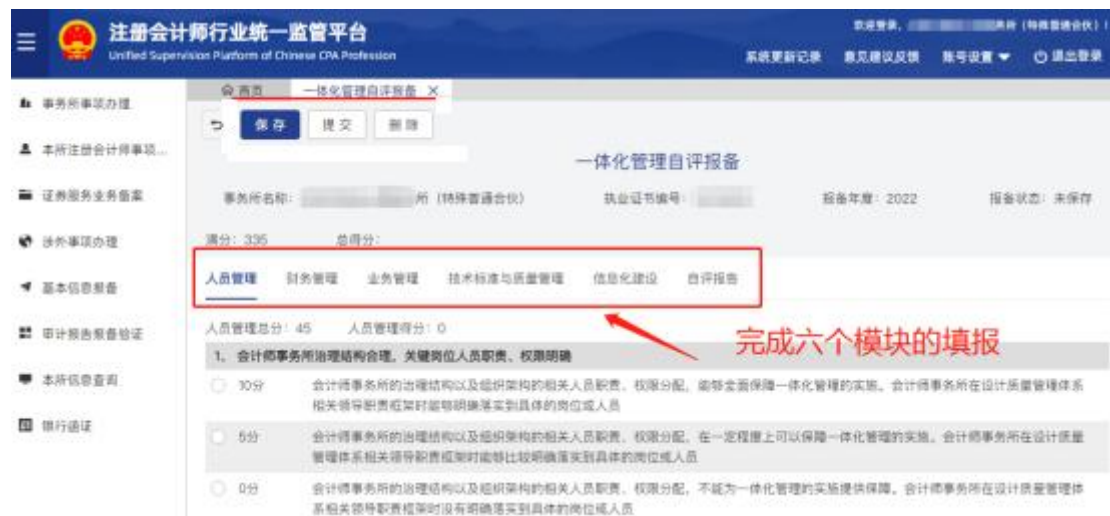 注册会计师行业统一监管平台
Unified Supervision Platform of Chinese CPA Profession
欢迎登录, 所(特殊普通合伙)!
系统更新记录 意见建议反馈 账号设置 退出登录
事务所事项办理
本所注册会计师事项...
证券服务业务备案
涉外事项办理
基本信息报备
审计报告报备验证
本所信息查询
银行函证
首页 一体化管理自评报备 ×
保存 提交 删除
一体化管理自评报备
事务所名称: 所(特殊普通合伙) 执业证书编号: 报备年度: 2022 报备状态: 未保存
满分: 335 总得分:
人员管理 财务管理 业务管理 技术标准与质量管理 信息化建设 自评报告
完成六个模块的填报
人员管理总分: 45 人员管理得分: 0
1、会计师事务所治理结构合理,关键岗位人员职责、权限明确
10分 会计师事务所的治理结构以及组织架构的相关人员职责、权限分配,能够全面保障一体化管理的实施。会计师事务所在设计质量管理体系
相关领导职责框架时能够明确落实到具体的岗位或人员
5分 会计师事务所的治理结构以及组织架构的相关人员职责、权限分配,在一定程度上可以保障一体化管理的实施。会计师事务所在设计质量
管理体系相关领导职责框架时能够比较明确落实到具体的岗位或人员
0分 会计师事务所的治理结构以及组织架构的相关人员职责、权限分配,不能为一体化管理的实施提供保障。会计师事务所在设计质量管理体
系相关领导职责框架时没有明确落实到具体的岗位或人员